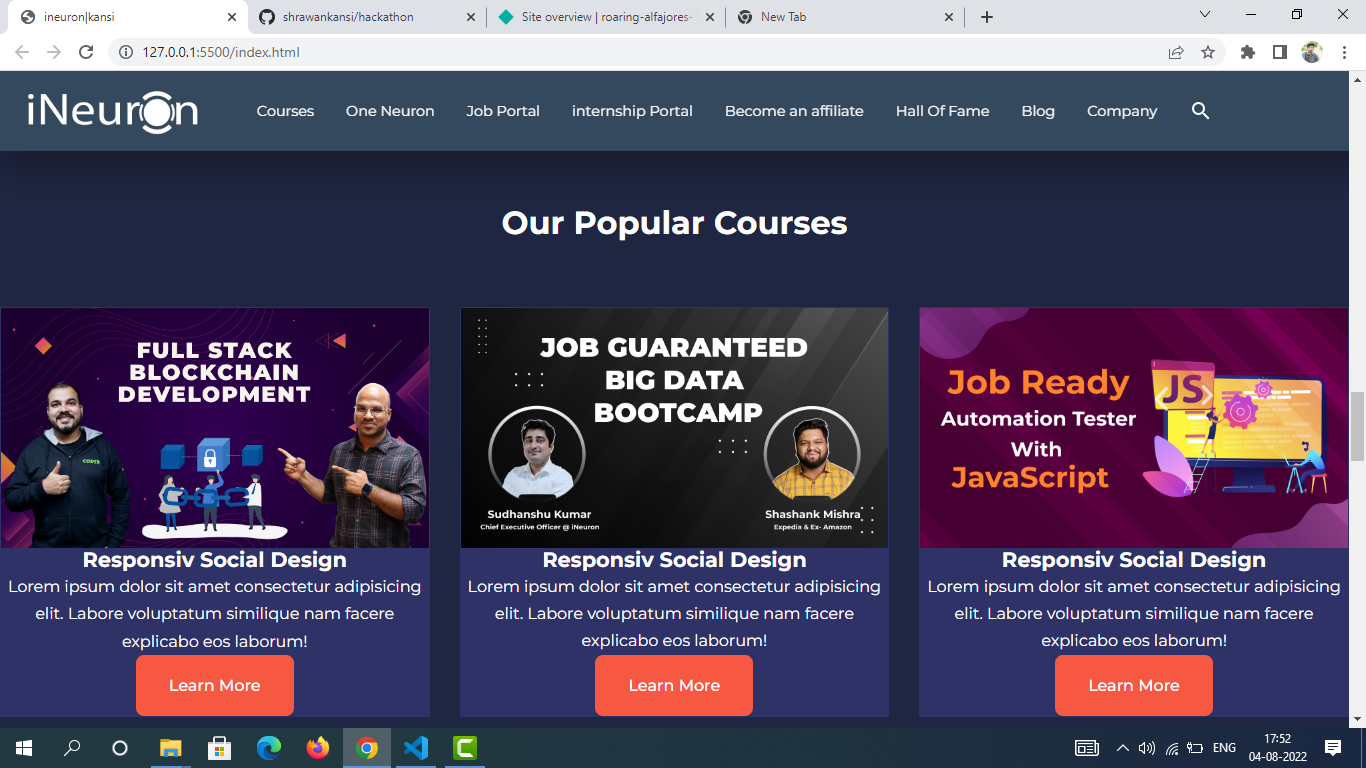 ineuron|kansi
shrawankansi/hackathon
Site overview | roaring-alfajores-
New Tab
127.0.0.1:5500/index.html
iNeuron
Courses
One Neuron
Job Portal
internship Portal
Become an affiliate
Hall Of Fame
Blog
Company
Our Popular Courses
FULL STACK
BLOCKCHAIN
DEVELOPMENT
Responsiv Social Design
Lorem ipsum dolor sit amet consectetur adipisicing
elit. Labore voluptatum similique nam facere
explicabo eos laborum!
Learn More
JOB GUARANTEED
BIG DATA
BOOTCAMP
Sudhanshu Kumar
Chief Executive Officer @ iNeuron
Shashank Mishra
Expedia & Ex- Amazon
Responsiv Social Design
Lorem ipsum dolor sit amet consectetur adipisicing
elit. Labore voluptatum similique nam facere
explicabo eos laborum!
Learn More
Job Ready
Automation Tester
With
JavaScript
JS
Responsiv Social Design
Lorem ipsum dolor sit amet consectetur adipisicing
elit. Labore voluptatum similique nam facere
explicabo eos laborum!
Learn More
ENG
17:52
04-08-2022